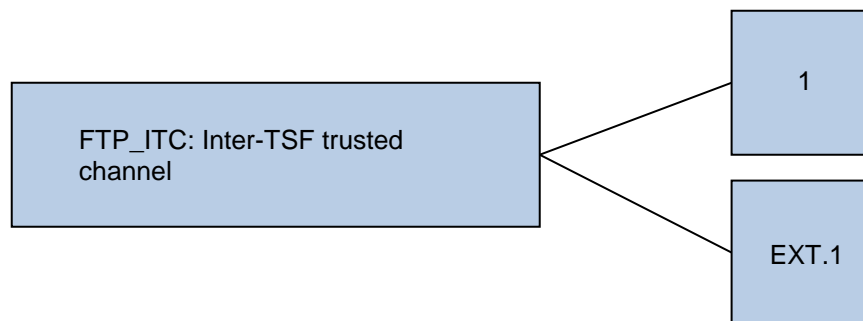 FTP_ITC: Inter-TSF trusted
channel
1
EXT.1